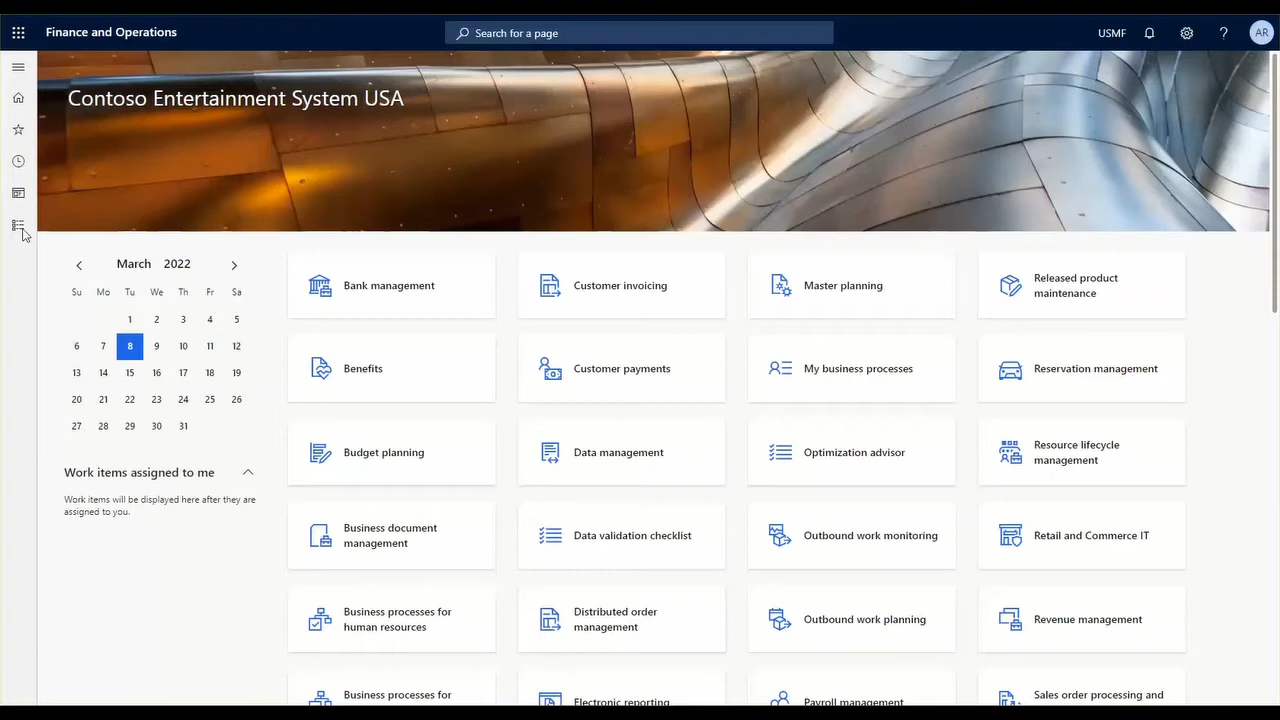 Finance and Operations
Search for a page
USMF
?
AR
Contoso Entertainment System USA
March 2022
Su Mo Tu We Th Fr Sa
1 2 3 4 5
6 7 8 9 10 11 12
13 14 15 16 17 18 19
20 21 22 23 24 25 26
27 28 29 30 31
Work items assigned to me
Work items will be displayed here after they are
assigned to you.
Bank management
Customer invoicing
Master planning
Released product
maintenance
Benefits
Customer payments
My business processes
Reservation management
Budget planning
Data management
Optimization advisor
Resource lifecycle
management
Business document
management
Data validation checklist
Outbound work monitoring
Retail and Commerce IT
Business processes for
human resources
Distributed order
management
Outbound work planning
Revenue management
Business processes for
Electronic reporting
Payroll management
Sales order processing and